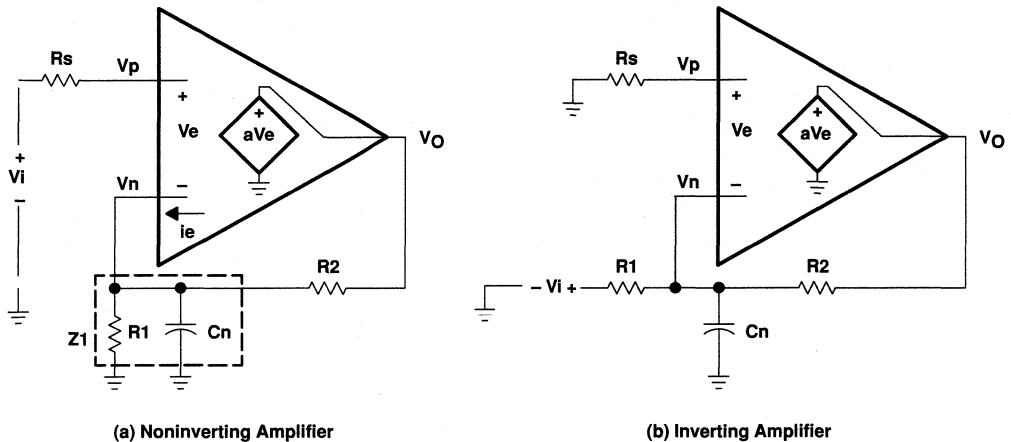 Rs
Vp
+
Ve
+
aVe
VO
+
Vi
−
Vn
−
ie
R2
Z1
R1
Cn
(a) Noninverting Amplifier
Rs
Vp
+
Ve
+
aVe
VO
Vn
−
R1
R2
− Vi +
Cn
(b) Inverting Amplifier